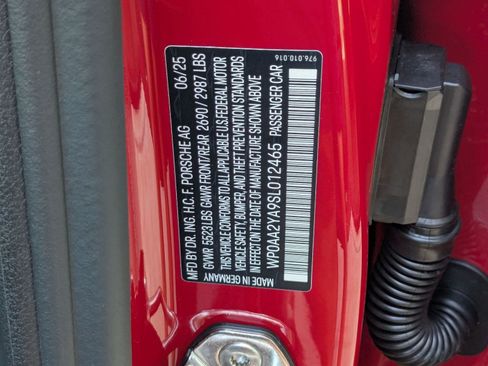 MFD BY DR. ING. H.C. F. PORSCHE AG 06/25
GVWR 5523 LBS GAWR FRONT/REAR 2690 / 2987 LBS
THIS VEHICLE CONFORMS TO ALL APPLICABLE U.S. FEDERAL MOTOR
VEHICLE SAFETY, BUMPER, AND THEFT PREVENTION STANDARDS
IN EFFECT ON THE DATE OF MANUFACTURE SHOWN ABOVE
WP0AA2YA9SL012465 PASSENGER CAR
MADE IN GERMANY
976.010.016